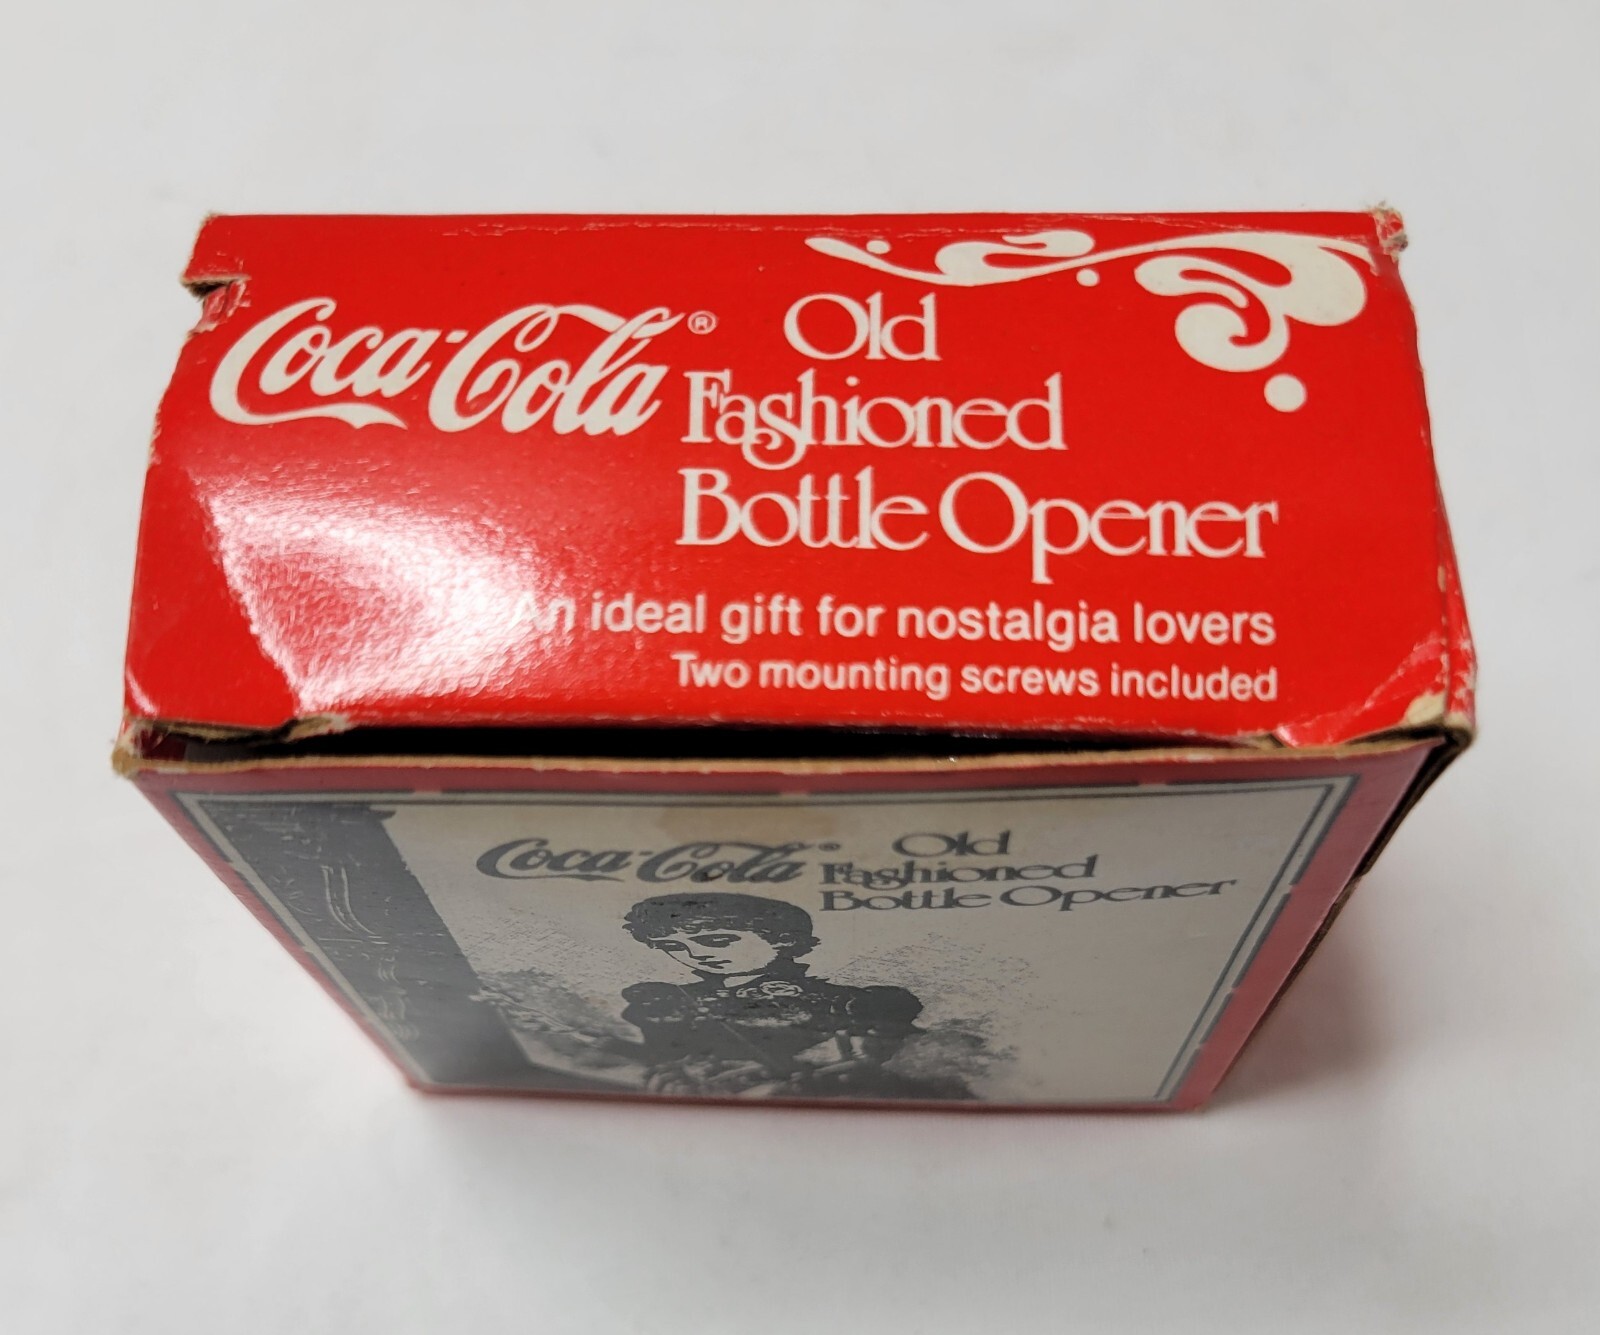 Coca-Cola® Old
Fashioned
Bottle Opener
An ideal gift for nostalgia lovers
Two mounting screws included
Coca-Cola® Old
Fashioned
Bottle Opener